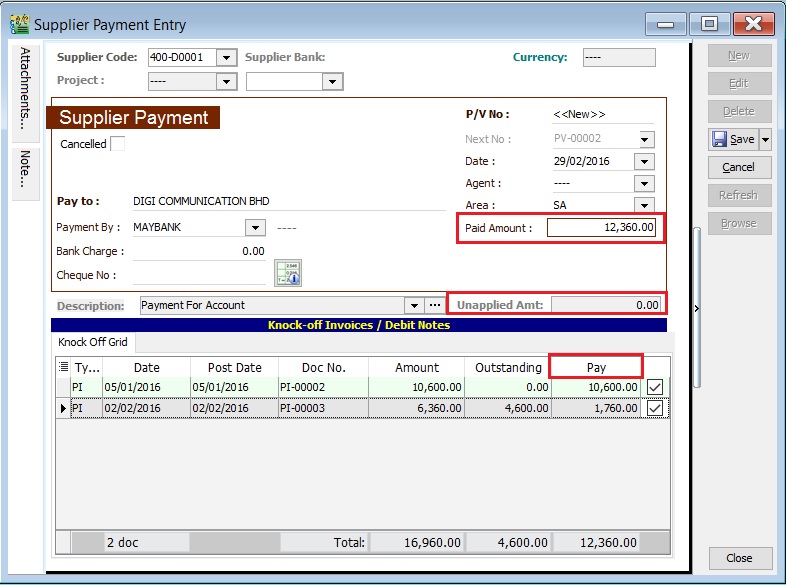 Supplier Payment Entry
Attachments...
Note...
Supplier Code: 400-D0001 Supplier Bank: Currency: ----
Project : ----
Supplier Payment
Cancelled
P/V No : <<New>>
Next No : PV-00002
Date : 29/02/2016
Agent : ----
Area : SA
Pay to : DIGI COMMUNICATION BHD
Payment By : MAYBANK ----
Paid Amount : 12,360.00
Bank Charge : 0.00
Cheque No :
Description: Payment For Account ... Unapplied Amt: 0.00
Knock-off Invoices / Debit Notes
Knock Off Grid
Ty... Date Post Date Doc No. Amount Outstanding Pay
PI 05/01/2016 05/01/2016 PI-00002 10,600.00 0.00 10,600.00
PI 02/02/2016 02/02/2016 PI-00003 6,360.00 4,600.00 1,760.00
2 doc Total: 16,960.00 4,600.00 12,360.00
New
Edit
Delete
Save
Cancel
Refresh
Browse
Close